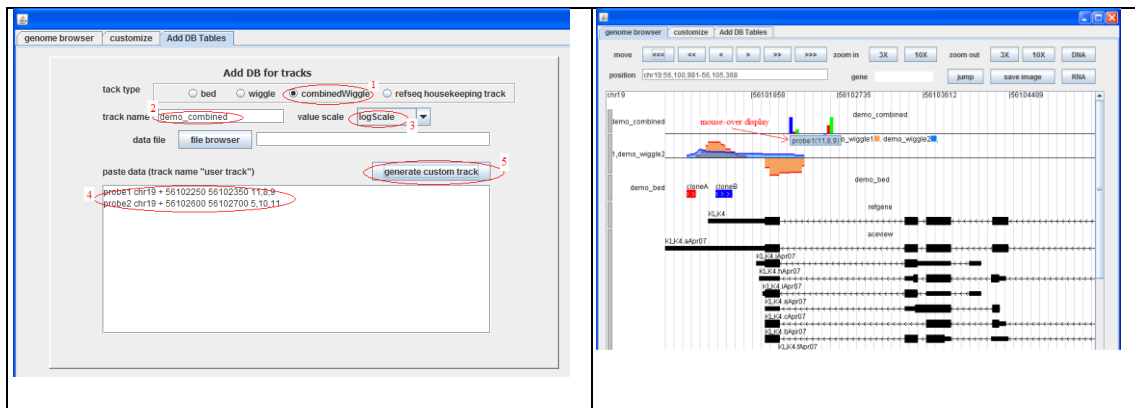 genome browser customize Add DB Tables
Add DB for tracks
tack type bed wiggle combinedWiggle refseq housekeeping track
1
2
track name demo_combined value scale logScale
3
data file file browser
5
paste data (track name "user track") generate custom track
4
probe1 chr19 + 56102250 56102350 11,8,9
probe2 chr19 + 56102600 56102700 5,10,11
genome browser customize Add DB Tables
move <<< << < > >> >>> zoom in 3X 10X zoom out 3X 10X DNA
position chr19:56,100,981-56,105,368 gene jump save image RNA
chr19 |56101858 |56102735 |56103612 |56104489
demo_combined
demo_combined mouse-over display
probe1(11,8,9) o_wiggle1 , demo_wiggle2 ,
1,demo_wiggle2
demo_bed
demo_bed cloneA cloneB
refgene
KLK4
aceview
KLK4.aApr07
KLK4.jApr07
KLK4.hApr07
KLK4.iApr07
KLK4.eApr07
KLK4.cApr07
KLK4.bApr07
KLK4.fApr07